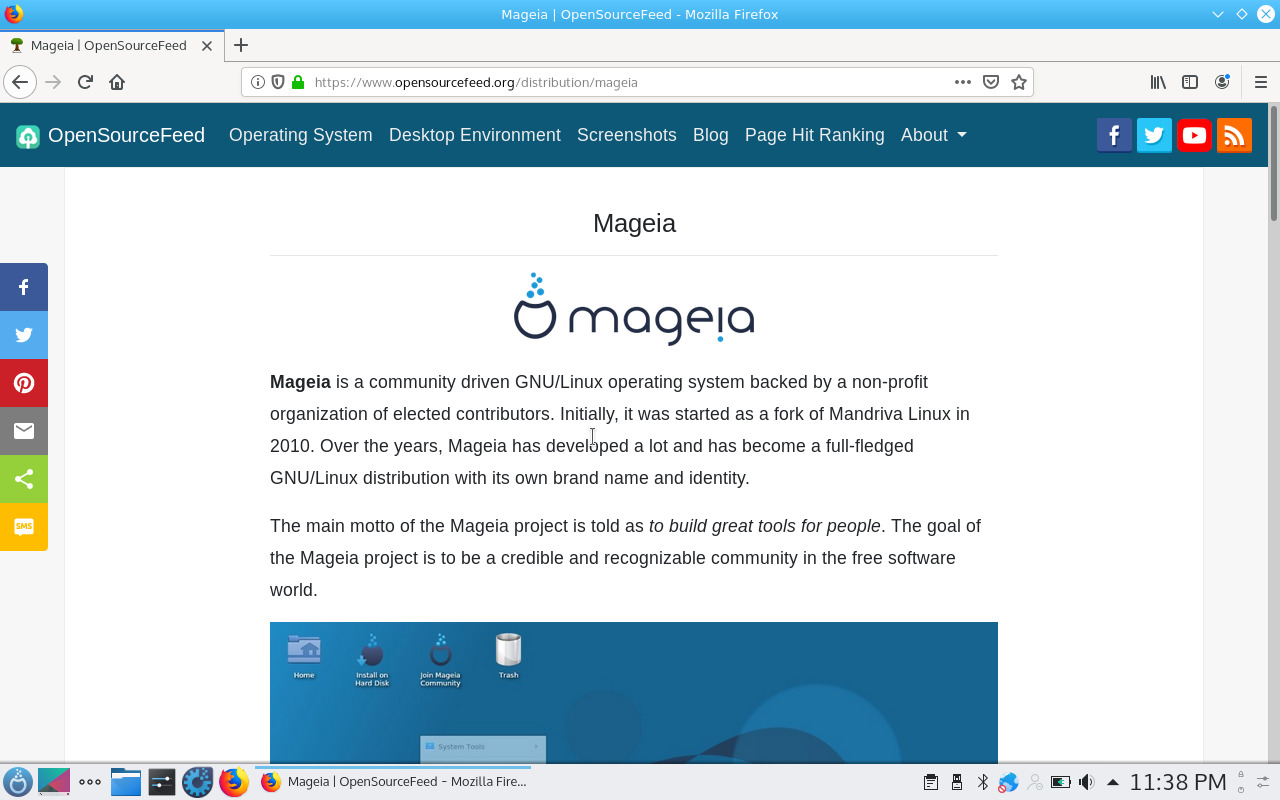 Mageia | OpenSourceFeed - Mozilla Firefox
Mageia | OpenSourceFeed
https://www.opensourcefeed.org/distribution/mageia
OpenSourceFeed Operating System Desktop Environment Screenshots Blog Page Hit Ranking About
Mageia
mageia
Mageia is a community driven GNU/Linux operating system backed by a non-profit
organization of elected contributors. Initially, it was started as a fork of Mandriva Linux in
2010. Over the years, Mageia has developed a lot and has become a full-fledged
GNU/Linux distribution with its own brand name and identity.
The main motto of the Mageia project is told as to build great tools for people. The goal of
the Mageia project is to be a credible and recognizable community in the free software
world.
SMS
Home
Install on
Hard Disk
Join Mageia
Community
Trash
System Tools
Mageia | OpenSourceFeed - Mozilla Fire...
11:38 PM